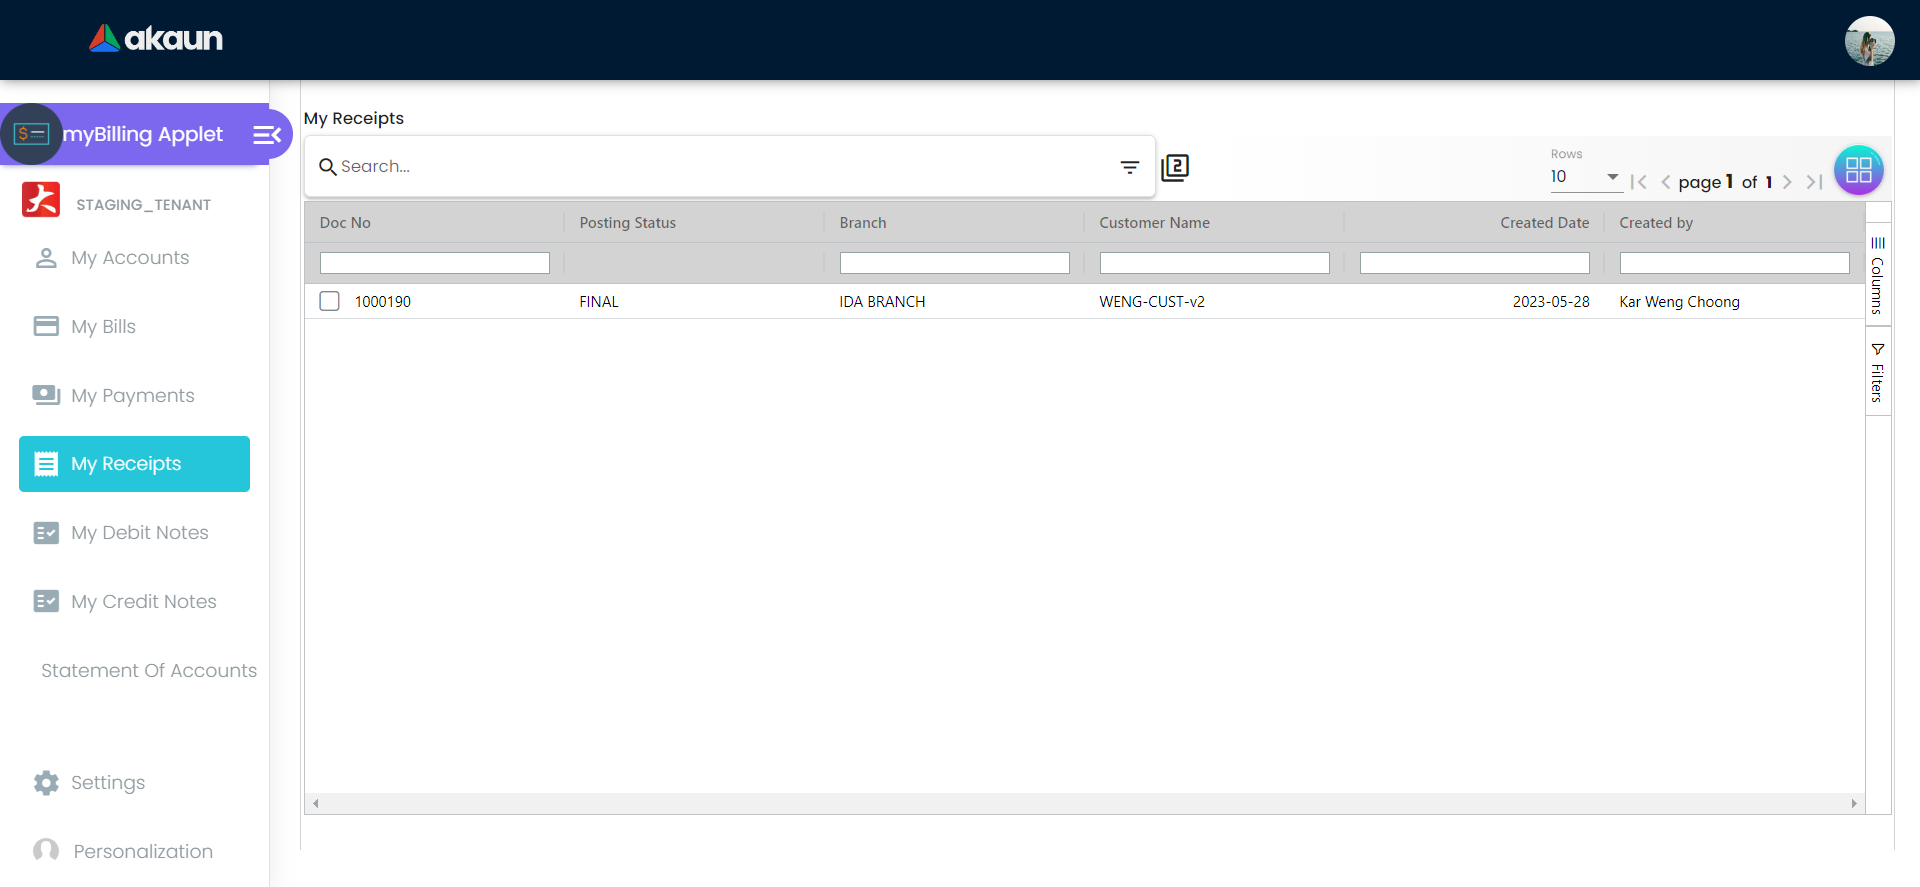 akaun
myBilling Applet
STAGING_TENANT
My Accounts
My Bills
My Payments
My Receipts
My Debit Notes
My Credit Notes
Statement Of Accounts
Settings
Personalization
My Receipts
Search...
2
Rows
10
page 1 of 1
Doc No Posting Status Branch Customer Name Created Date Created by
1000190 FINAL IDA BRANCH WENG-CUST-v2 2023-05-28 Kar Weng Choong
Columns
Filters